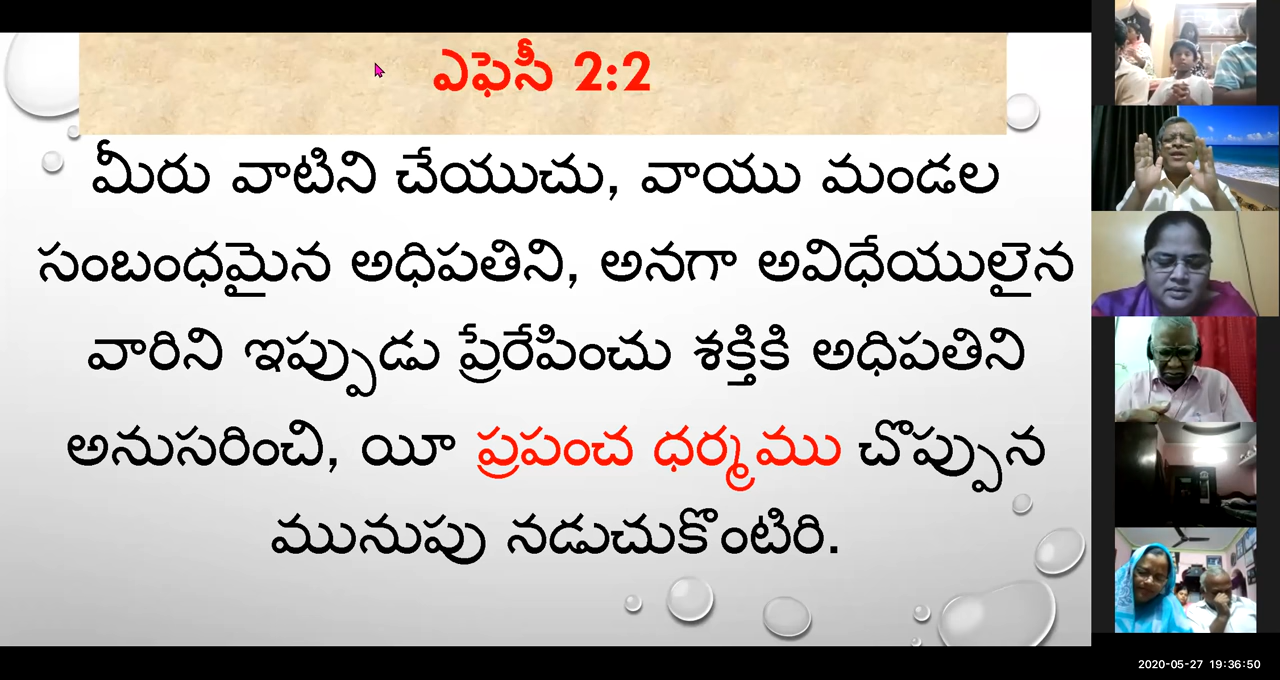 ఎఫెసీ 2:2
మీరు వాటిని చేయుచు, వాయు మండల
సంబంధమైన అధిపతిని, అనగా అవిధేయులైన
వారిని ఇప్పుడు ప్రేరేపించు శక్తికి అధిపతిని
అనుసరించి, యీ ప్రపంచ ధర్మము చొప్పున
మునుపు నడుచుకొంటిరి.
2020-05-27 19:36:50